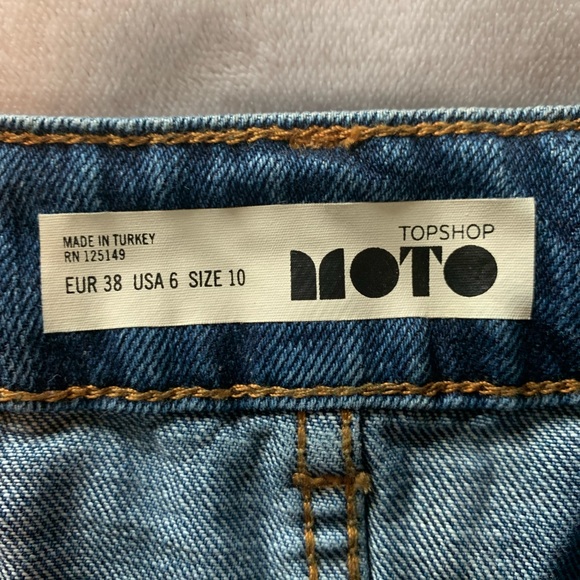 MADE IN TURKEY
RN 125149
EUR 38 USA 6 SIZE 10
TOPSHOP
MOTO